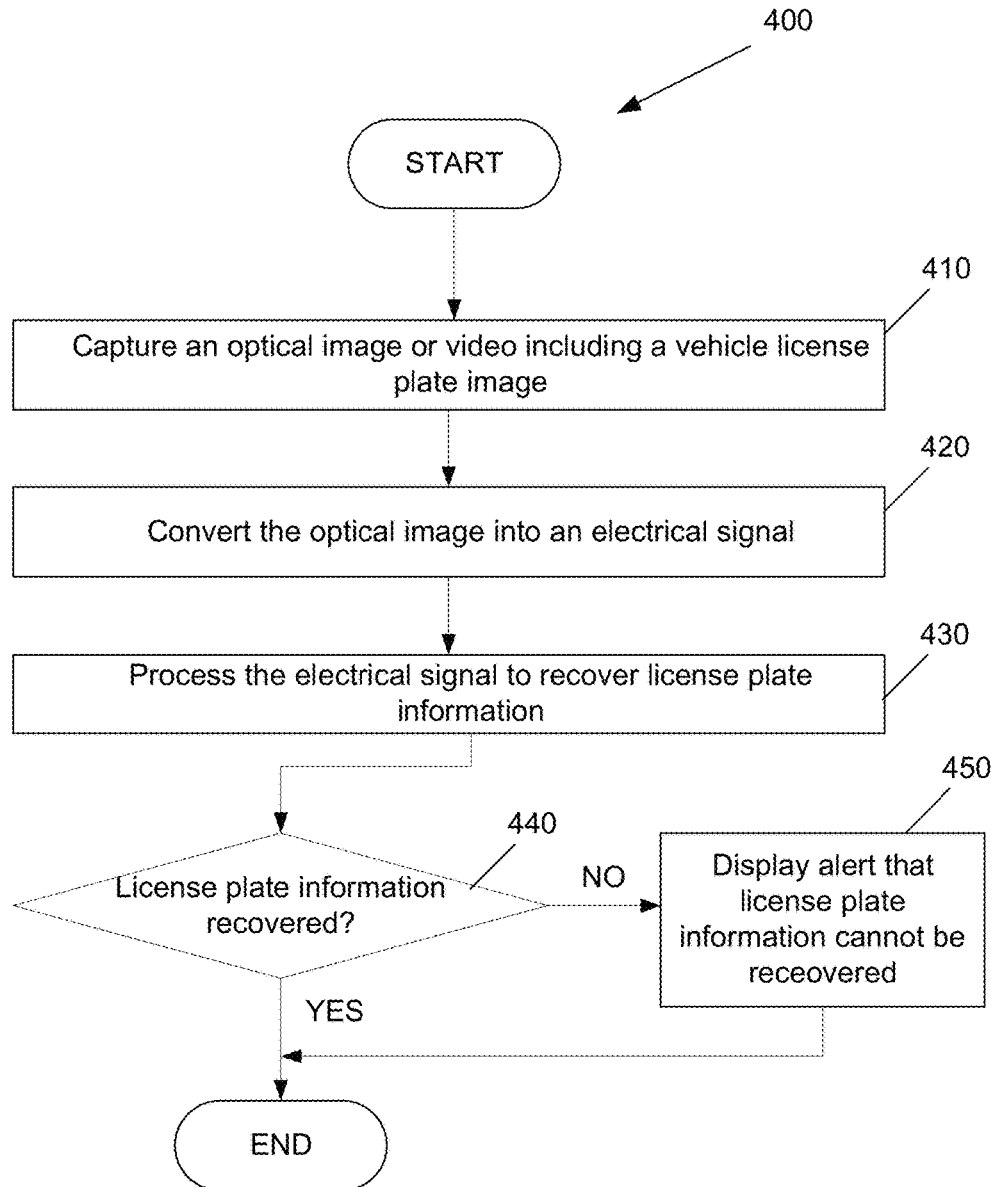 400
START
410
Capture an optical image or video including a vehicle license
plate image
420
Convert the optical image into an electrical signal
430
Process the electrical signal to recover license plate
information
450
440
License plate information
recovered?
NO
Display alert that
license plate
information cannot be
receovered
YES
END